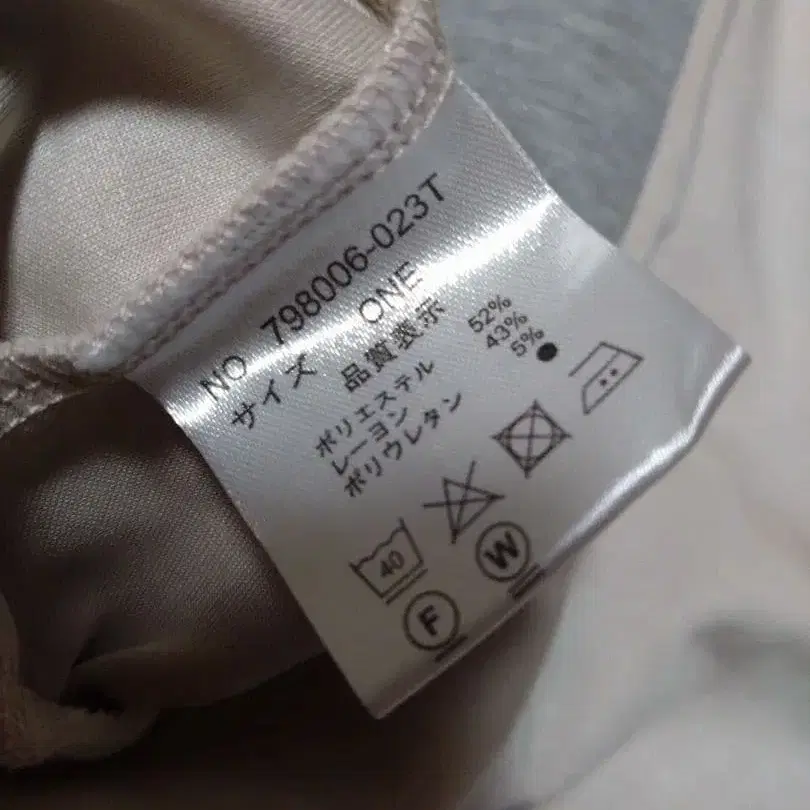 NO 798006-023T
サイズ ONE
品質表示
ポリエステル 52%
レーヨン 43%
ポリウレタン 5%
40
W
F